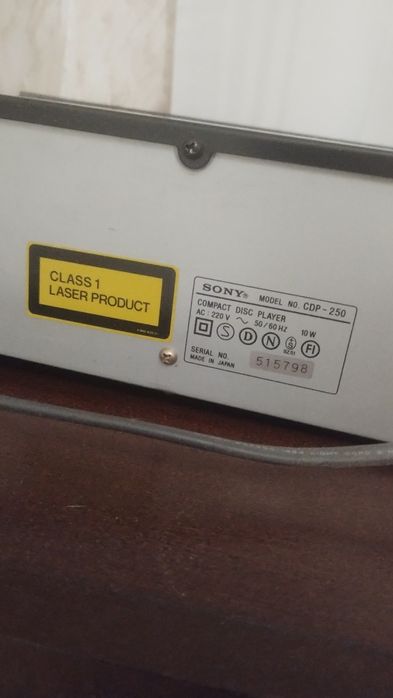 CLASS 1
LASER PRODUCT
SONY® MODEL NO. CDP-250
COMPACT DISC PLAYER
AC: 220 V ~ 50/60 HZ 10 W
S D N S FI
SERIAL NO. 515798
MADE IN JAPAN